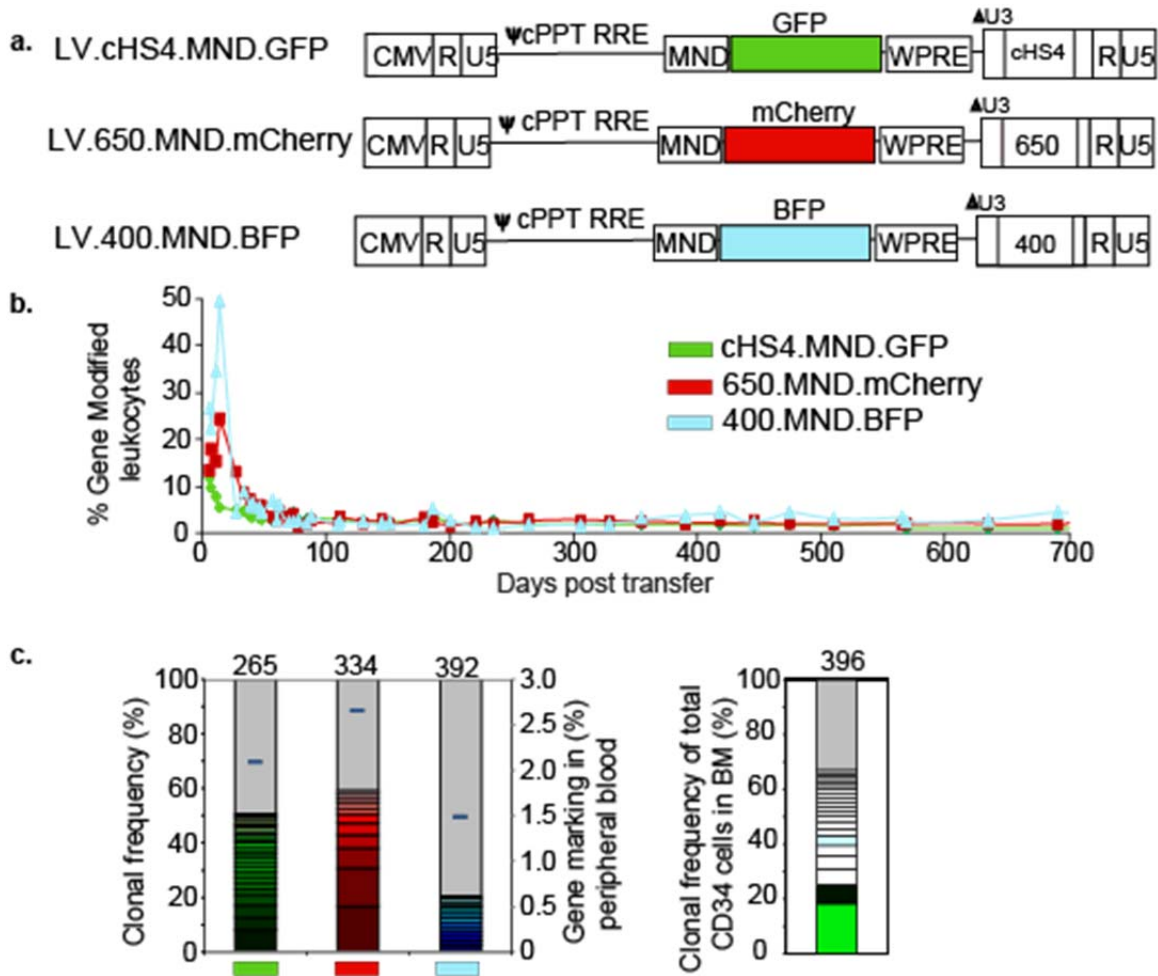 a.
LV.cHS4.MND.GFP
CMV R U5 ψcPPT RRE MND GFP WPRE ▲U3 cHS4 R U5
LV.650.MND.mCherry
CMV R U5 ψ cPPT RRE MND mCherry WPRE ▲U3 650 R U5
LV.400.MND.BFP
CMV R U5 ψ cPPT RRE MND BFP WPRE ▲U3 400 R U5
b.
% Gene Modified
leukocytes
50
40
30
20
10
0
cHS4.MND.GFP
650.MND.mCherry
400.MND.BFP
0 100 200 300 400 500 600 700
Days post transfer
c.
Clonal frequency (%)
100
80
60
40
20
0
265 334 392
3.0
2.5
2.0
1.5
1.0
0.5
0
Gene marking in (%)
peripheral blood
Clonal frequency of total
CD34 cells in BM (%)
396
100
80
60
40
20
0